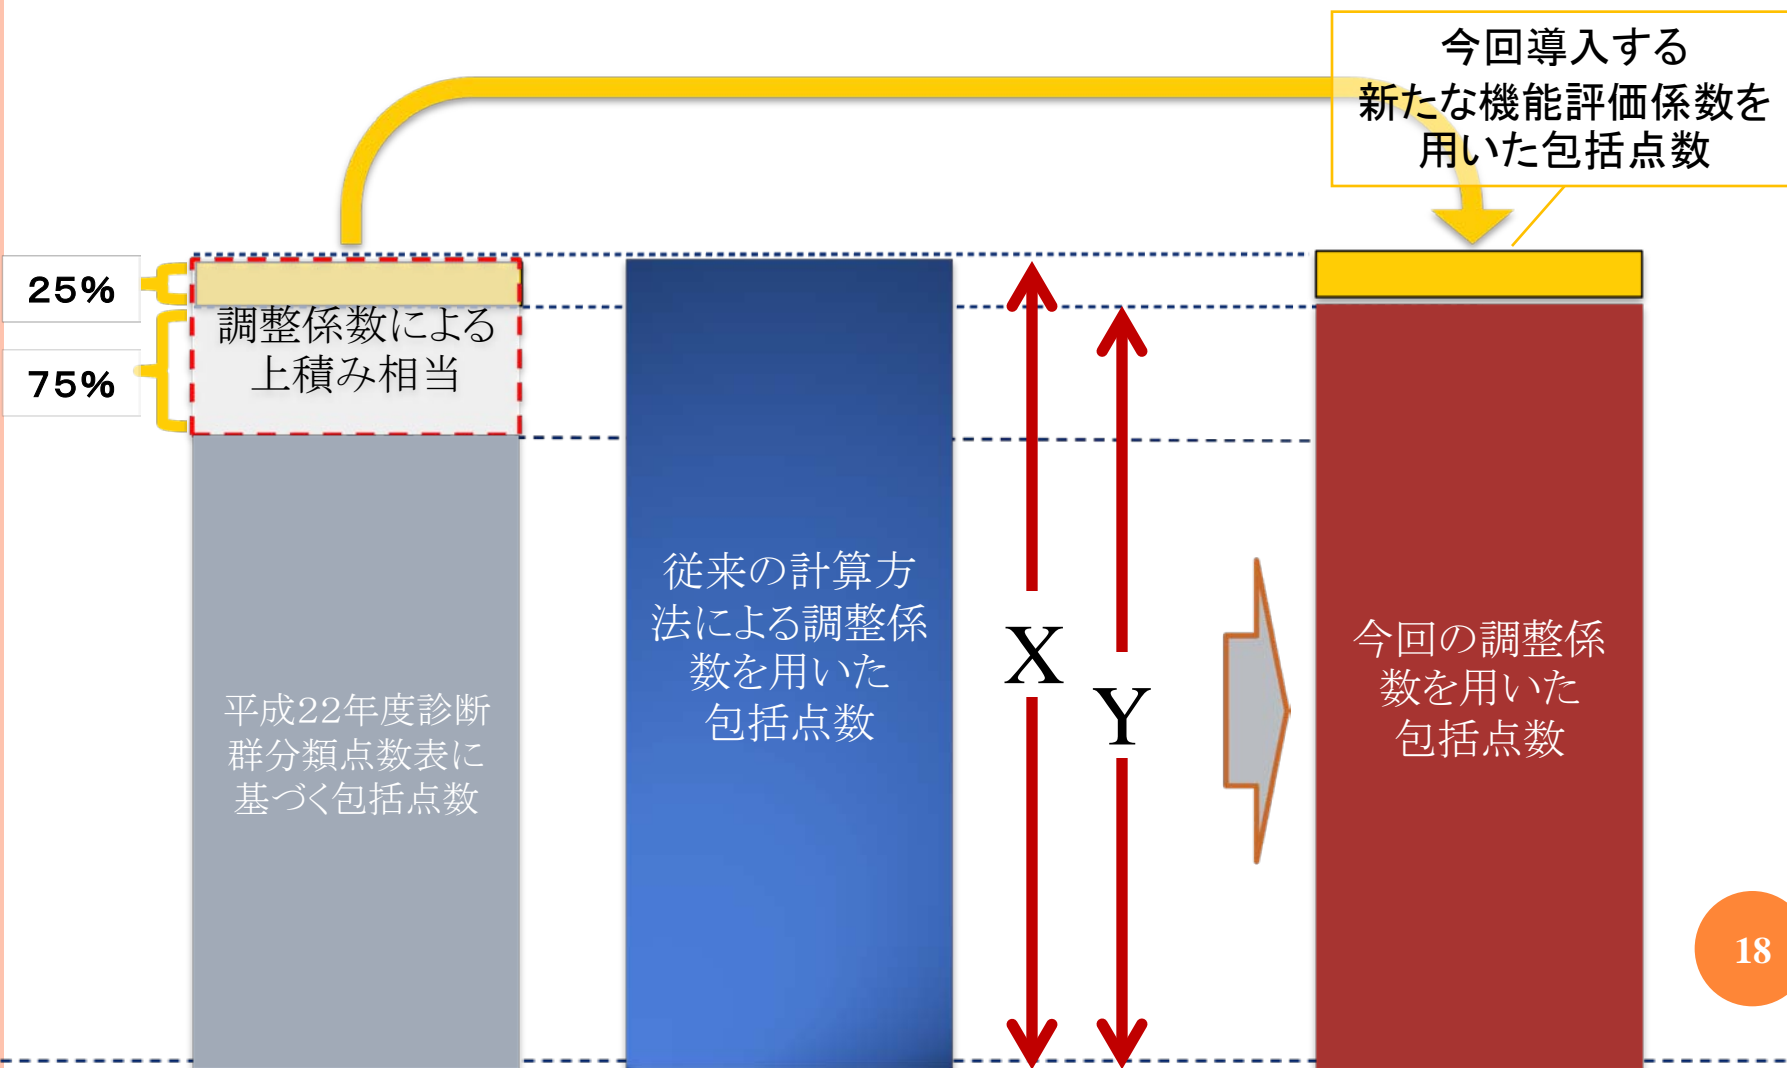 今回導入する
新たな機能評価係数を
用いた包括点数
25%
75%
調整係数による
上積み相当
平成22年度診断
群分類点数表に
基づく包括点数
従来の計算方
法による調整係
数を用いた
包括点数
X
Y
今回の調整係
数を用いた
包括点数
18